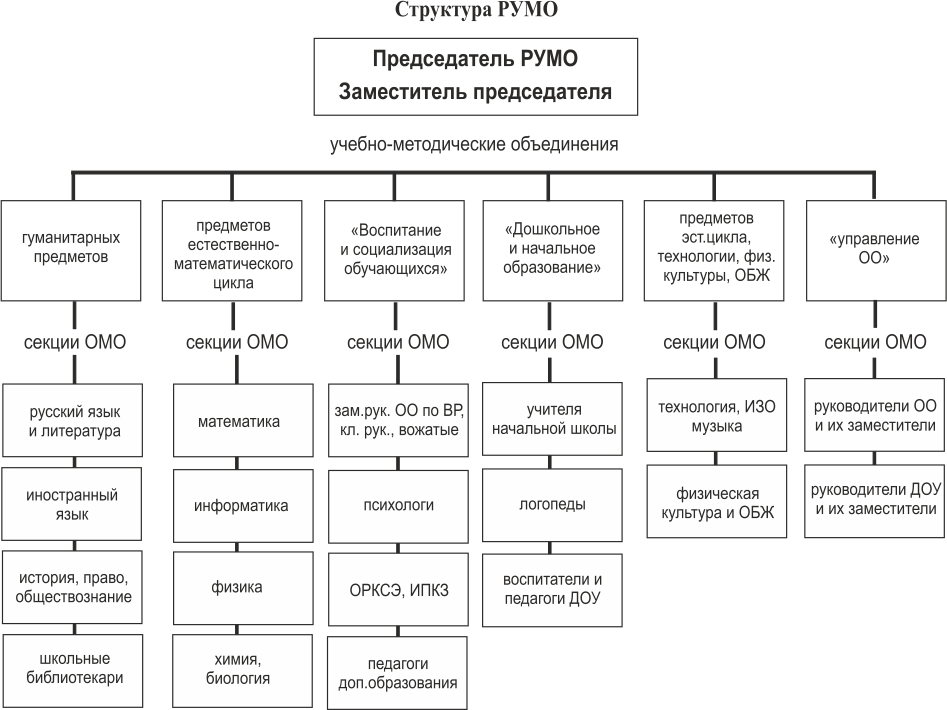 Структура РУМО
Председатель РУМО
Заместитель председателя
учебно-методические объединения
гуманитарных
предметов
предметов
естественно-
математического
цикла
«Воспитание
и социализация
обучающихся»
«Дошкольное
и начальное
образование»
предметов
эст.цикла,
технологии, физ.
культуры, ОБЖ
«управление
ОО»
секции ОМО
секции ОМО
секции ОМО
секции ОМО
секции ОМО
секции ОМО
русский язык
и литература
иностранный
язык
история, право,
обществознание
школьные
библиотекари
математика
информатика
физика
химия,
биология
зам.рук. ОО по ВР,
кл. рук., вожатые
психологи
ОРКСЭ, ИПКЗ
педагоги
доп.образования
учителя
начальной школы
логопеды
воспитатели и
педагоги ДОУ
технология, ИЗО
музыка
физическая
культура и ОБЖ
руководители ОО
и их заместители
руководители ДОУ
и их заместители